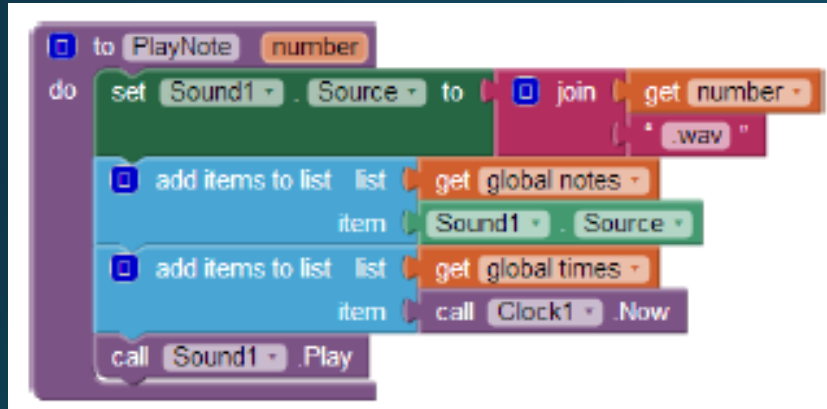 to PlayNote number
do set Sound1 . Source to join get number
" .wav "
add items to list list get global notes
item Sound1 . Source
add items to list list get global times
item call Clock1 .Now
call Sound1 .Play